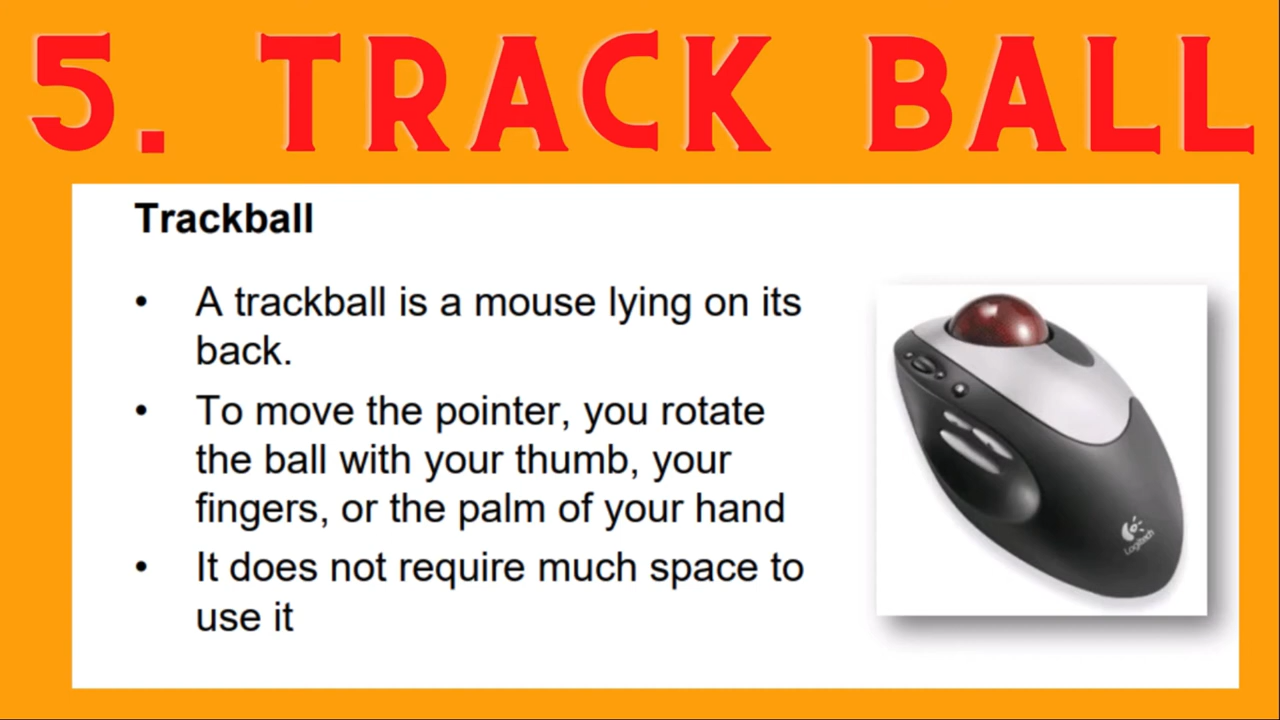 5. TRACK BALL
Trackball
• A trackball is a mouse lying on its
back.
• To move the pointer, you rotate
the ball with your thumb, your
fingers, or the palm of your hand
• It does not require much space to
use it
Logitech